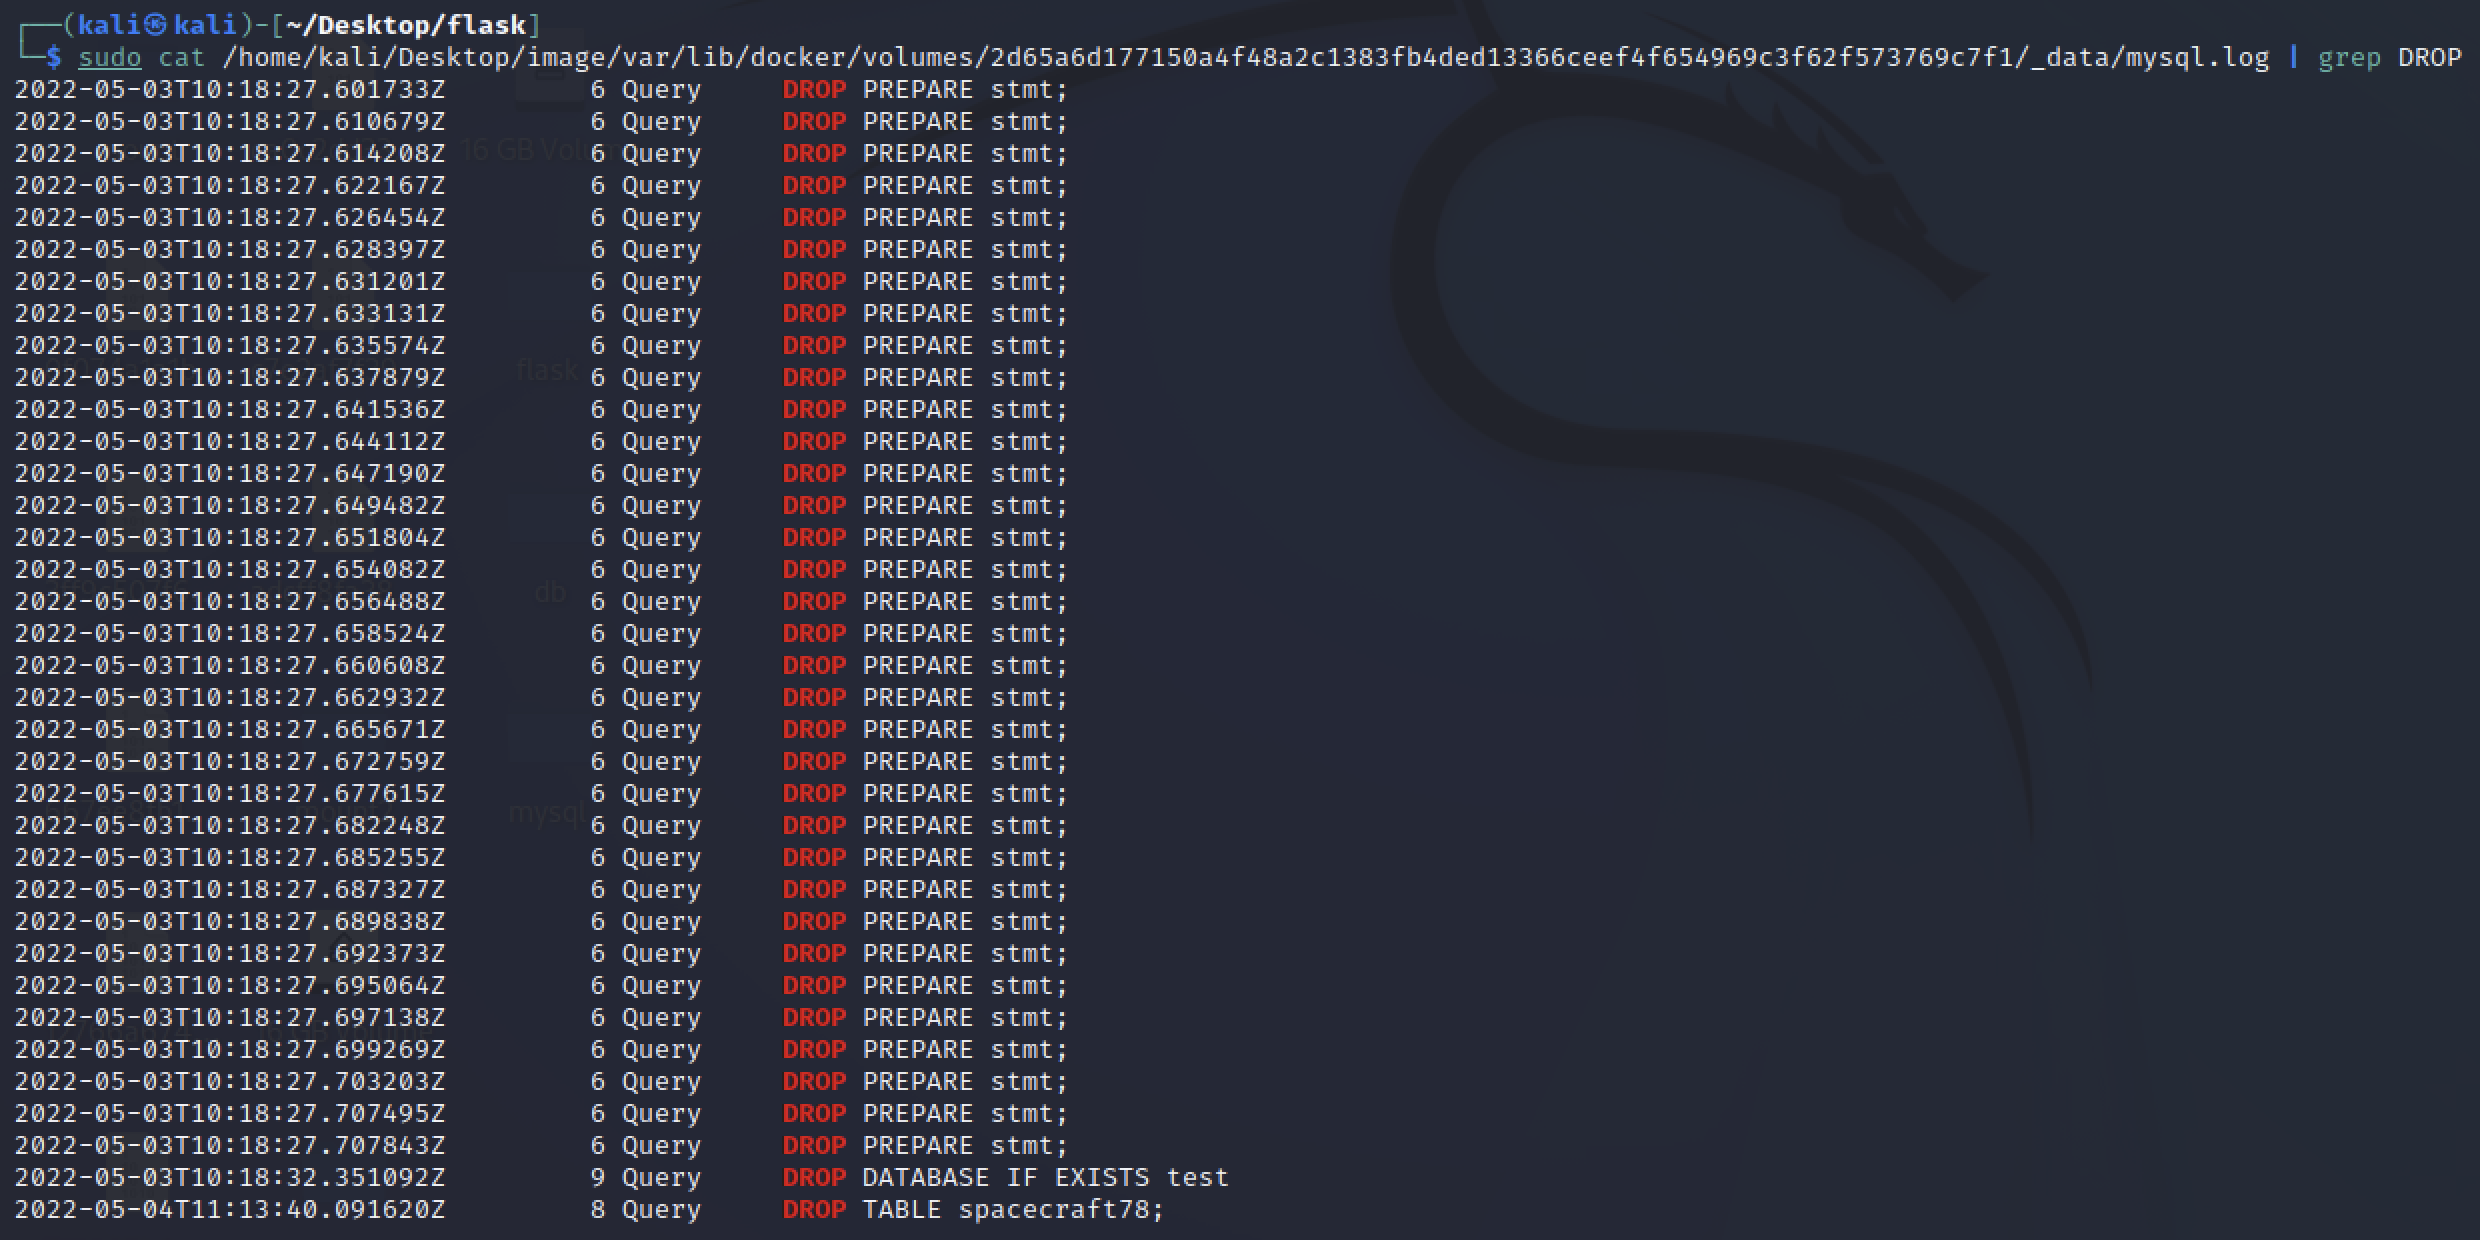 ┌──(kali㉿kali)-[~/Desktop/flask]
└─$ sudo cat /home/kali/Desktop/image/var/lib/docker/volumes/2d65a6d177150a4f48a2c1383fb4ded13366ceef4f654969c3f62f573769c7f1/_data/mysql.log | grep DROP
2022-05-03T10:18:27.601733Z         6 Query     DROP PREPARE stmt;
2022-05-03T10:18:27.610679Z         6 Query     DROP PREPARE stmt;
2022-05-03T10:18:27.614208Z         6 Query     DROP PREPARE stmt;
2022-05-03T10:18:27.622167Z         6 Query     DROP PREPARE stmt;
2022-05-03T10:18:27.626454Z         6 Query     DROP PREPARE stmt;
2022-05-03T10:18:27.628397Z         6 Query     DROP PREPARE stmt;
2022-05-03T10:18:27.631201Z         6 Query     DROP PREPARE stmt;
2022-05-03T10:18:27.633131Z         6 Query     DROP PREPARE stmt;
2022-05-03T10:18:27.635574Z         6 Query     DROP PREPARE stmt;
2022-05-03T10:18:27.637879Z         6 Query     DROP PREPARE stmt;
2022-05-03T10:18:27.641536Z         6 Query     DROP PREPARE stmt;
2022-05-03T10:18:27.644112Z         6 Query     DROP PREPARE stmt;
2022-05-03T10:18:27.647190Z         6 Query     DROP PREPARE stmt;
2022-05-03T10:18:27.649482Z         6 Query     DROP PREPARE stmt;
2022-05-03T10:18:27.651804Z         6 Query     DROP PREPARE stmt;
2022-05-03T10:18:27.654082Z         6 Query     DROP PREPARE stmt;
2022-05-03T10:18:27.656488Z         6 Query     DROP PREPARE stmt;
2022-05-03T10:18:27.658524Z         6 Query     DROP PREPARE stmt;
2022-05-03T10:18:27.660608Z         6 Query     DROP PREPARE stmt;
2022-05-03T10:18:27.662932Z         6 Query     DROP PREPARE stmt;
2022-05-03T10:18:27.665671Z         6 Query     DROP PREPARE stmt;
2022-05-03T10:18:27.672759Z         6 Query     DROP PREPARE stmt;
2022-05-03T10:18:27.677615Z         6 Query     DROP PREPARE stmt;
2022-05-03T10:18:27.682248Z         6 Query     DROP PREPARE stmt;
2022-05-03T10:18:27.685255Z         6 Query     DROP PREPARE stmt;
2022-05-03T10:18:27.687327Z         6 Query     DROP PREPARE stmt;
2022-05-03T10:18:27.689838Z         6 Query     DROP PREPARE stmt;
2022-05-03T10:18:27.692373Z         6 Query     DROP PREPARE stmt;
2022-05-03T10:18:27.695064Z         6 Query     DROP PREPARE stmt;
2022-05-03T10:18:27.697138Z         6 Query     DROP PREPARE stmt;
2022-05-03T10:18:27.699269Z         6 Query     DROP PREPARE stmt;
2022-05-03T10:18:27.703203Z         6 Query     DROP PREPARE stmt;
2022-05-03T10:18:27.707495Z         6 Query     DROP PREPARE stmt;
2022-05-03T10:18:27.707843Z         6 Query     DROP PREPARE stmt;
2022-05-03T10:18:32.351092Z         9 Query     DROP DATABASE IF EXISTS test
2022-05-04T11:13:40.091620Z         8 Query     DROP TABLE spacecraft78;
flask
db
mysql